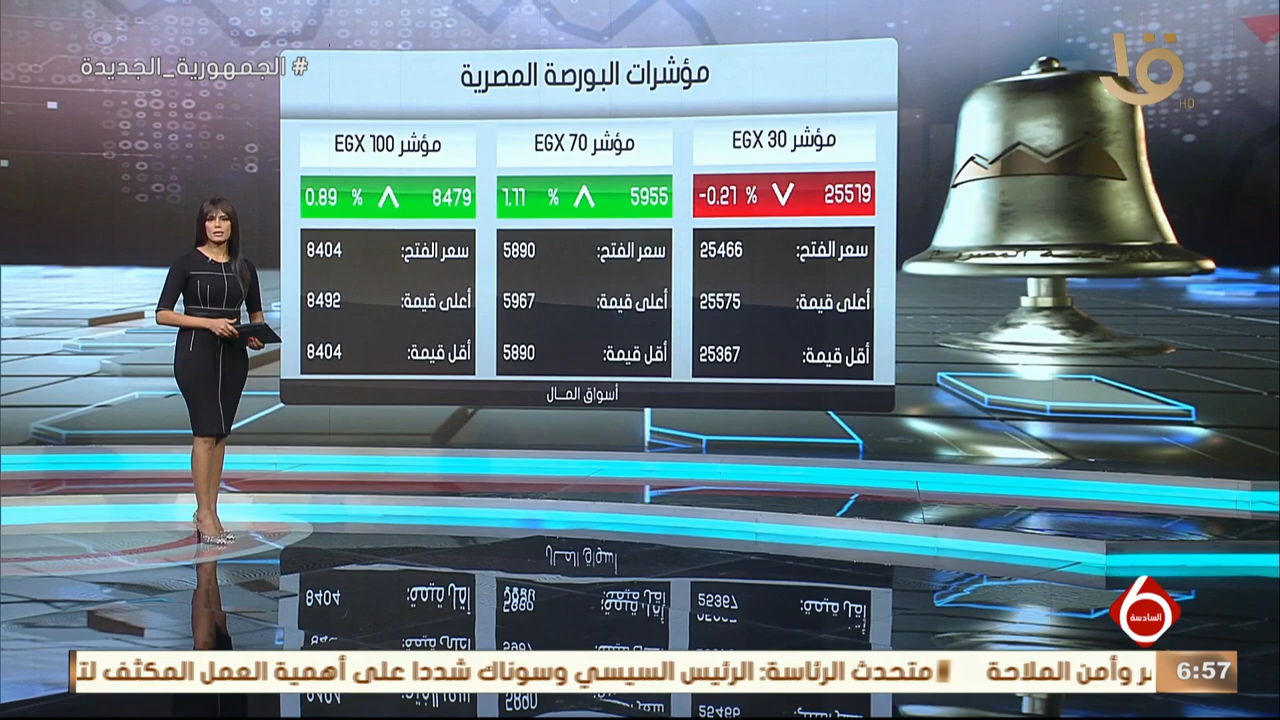 #الجمهورية_الجديدة
HD
مؤشرات البورصة المصرية
مؤشر EGX 30
25519 -0.21 %
سعر الفتح: 25466
أعلى قيمة: 25575
أقل قيمة: 25367
مؤشر EGX 70
5955 1.11 %
سعر الفتح: 5890
أعلى قيمة: 5967
أقل قيمة: 5890
مؤشر EGX 100
8479 0.89 %
سعر الفتح: 8404
أعلى قيمة: 8492
أقل قيمة: 8404
أسواق المــال
السادسة
6:57
وأمن الملاحة
متحدث الرئاسة: الرئيس السيسي وسوناك شددا على أهمية العمل المكثف